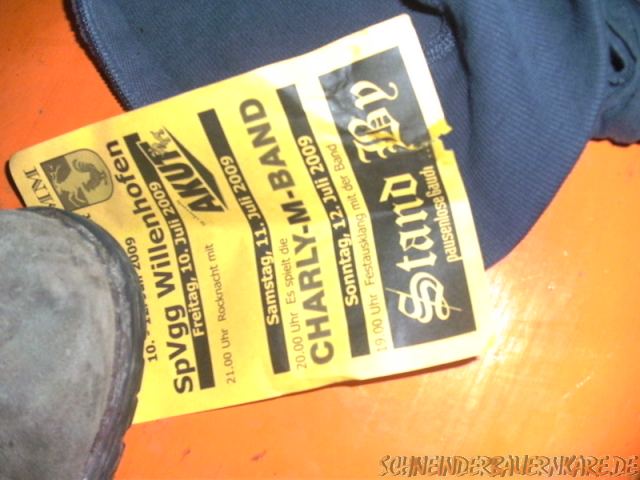 SpVgg Willenhofen
Freitag, 10. Juli 2009
21.00 Uhr Rocknacht mit
AKUT
Samstag, 11. Juli 2009
20.00 Uhr Es spielt die
CHARLY-M-BAND
Sonntag, 12. Juli 2009
19.00 Uhr Festausklang mit der Band
Stand By
pausenlose Gaudi ...
SCHNEINDERBAUERNKARE.DE